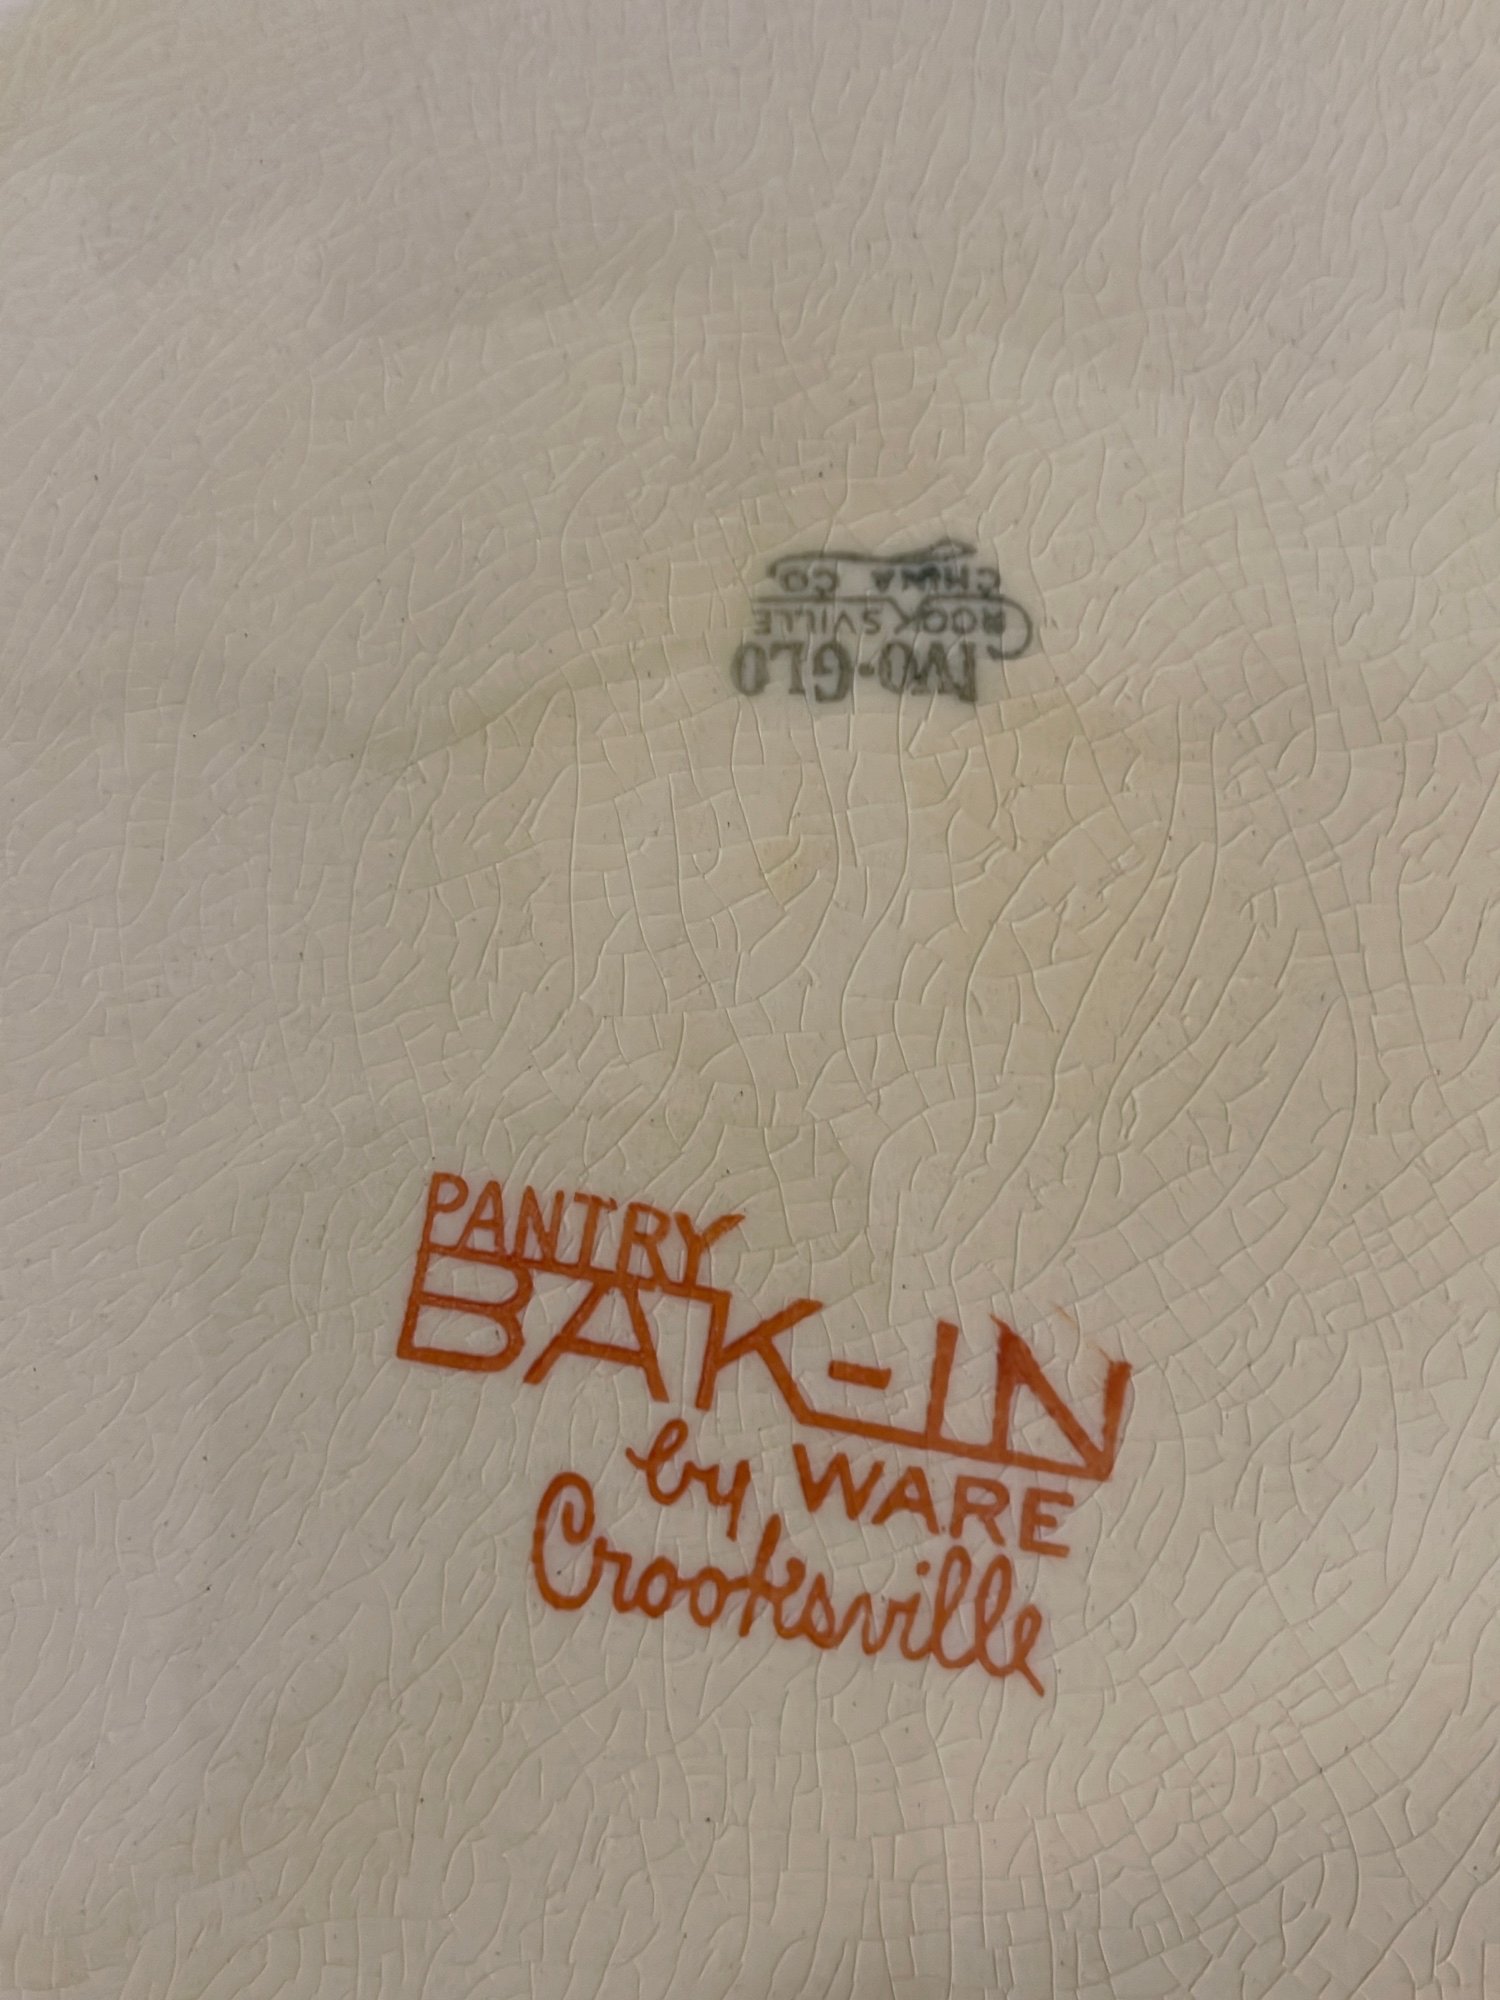 IVO-GLO
CROOKSVILLE
CHINA CO.
PANTRY
BAK-IN
by WARE
Crooksville